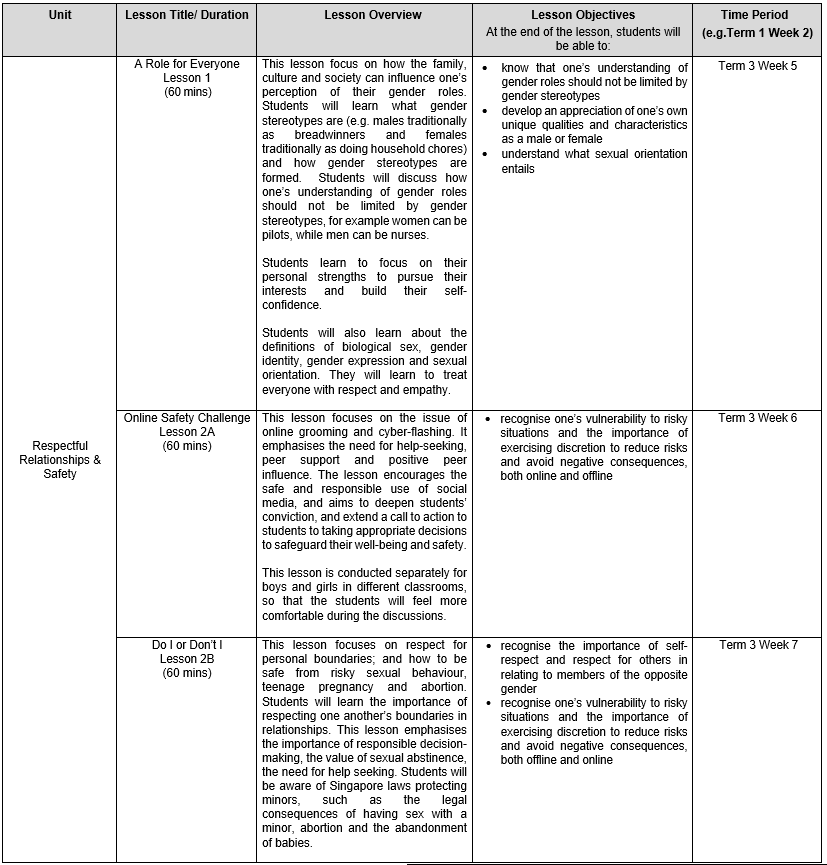 Unit
Lesson Title/ Duration
Lesson Overview
Lesson Objectives
At the end of the lesson, students will
be able to:
Time Period
(e.g.Term 1 Week 2)
Respectful
Relationships &
Safety
A Role for Everyone
Lesson 1
(60 mins)
This lesson focus on how the family,
culture and society can influence one's
perception of their gender roles.
Students will learn what gender
stereotypes are (e.g. males traditionally
as breadwinners and females
traditionally as doing household chores)
and how gender stereotypes are
formed. Students will discuss how
one's understanding of gender roles
should not be limited by gender
stereotypes, for example women can be
pilots, while men can be nurses.
Students learn to focus on their
personal strengths to pursue their
interests and build their self-
confidence.
Students will also learn about the
definitions of biological sex, gender
identity, gender expression and sexual
orientation. They will learn to treat
everyone with respect and empathy.
• know that one's understanding of
gender roles should not be limited by
gender stereotypes
• develop an appreciation of one's own
unique qualities and characteristics
as a male or female
• understand what sexual orientation
entails
Term 3 Week 5
Online Safety Challenge
Lesson 2A
(60 mins)
This lesson focuses on the issue of
online grooming and cyber-flashing. It
emphasises the need for help-seeking,
peer support and positive peer
influence. The lesson encourages the
safe and responsible use of social
media, and aims to deepen students'
conviction, and extend a call to action to
students to taking appropriate decisions
to safeguard their well-being and safety.
This lesson is conducted separately for
boys and girls in different classrooms,
so that the students will feel more
comfortable during the discussions.
• recognise one's vulnerability to risky
situations and the importance of
exercising discretion to reduce risks
and avoid negative consequences,
both online and offline
Term 3 Week 6
Do I or Don't I
Lesson 2B
(60 mins)
This lesson focuses on respect for
personal boundaries; and how to be
safe from risky sexual behaviour,
teenage pregnancy and abortion.
Students will learn the importance of
respecting one another's boundaries in
relationships. This lesson emphasises
the importance of responsible decision-
making, the value of sexual abstinence,
the need for help seeking. Students will
be aware of Singapore laws protecting
minors, such as the legal
consequences of having sex with a
minor, abortion and the abandonment
of babies.
• recognise the importance of self-
respect and respect for others in
relating to members of the opposite
gender
• recognise one's vulnerability to risky
situations and the importance of
exercising discretion to reduce risks
and avoid negative consequences,
both offline and online
Term 3 Week 7